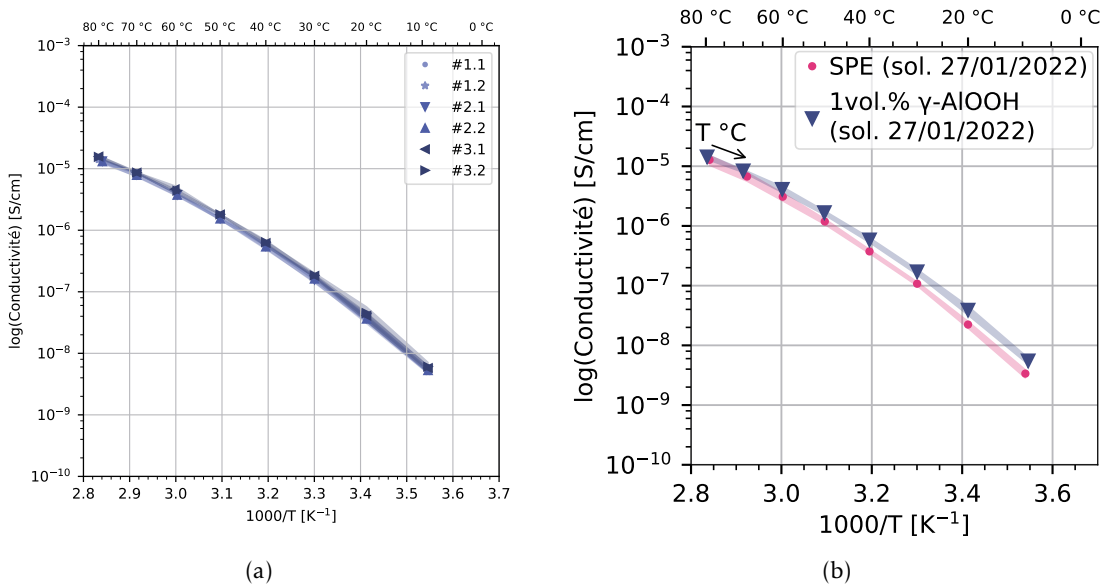 80 °C 70 °C 60 °C 50 °C 40 °C 30 °C 20 °C 10 °C 0 °C
10⁻³
10⁻⁴
10⁻⁵
10⁻⁶
10⁻⁷
10⁻⁸
10⁻⁹
10⁻¹⁰
log(Conductivité) [S/cm]
#1.1
#1.2
#2.1
#2.2
#3.1
#3.2
2.8 2.9 3.0 3.1 3.2 3.3 3.4 3.5 3.6 3.7
1000/T [K⁻¹]
(a)
80 °C 60 °C 40 °C 20 °C 0 °C
10⁻³
10⁻⁴
10⁻⁵
10⁻⁶
10⁻⁷
10⁻⁸
10⁻⁹
10⁻¹⁰
log(Conductivité) [S/cm]
SPE (sol. 27/01/2022)
1vol.% γ-AlOOH
(sol. 27/01/2022)
T °C
2.8 3.0 3.2 3.4 3.6
1000/T [K⁻¹]
(b)